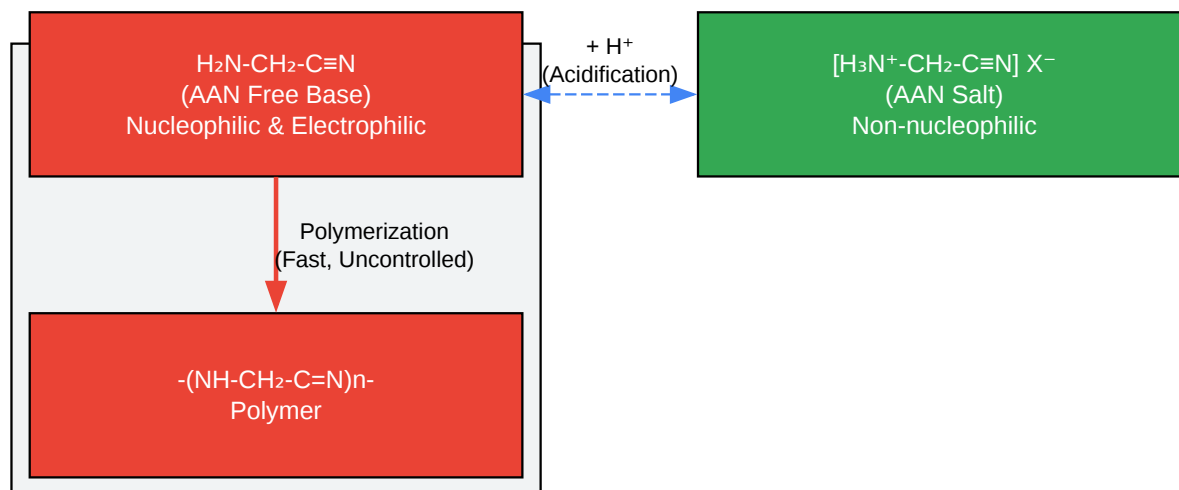 H₂N-CH₂-C≡N
(AAN Free Base)
Nucleophilic & Electrophilic
+ H⁺
(Acidification)
[H₃N⁺-CH₂-C≡N] X⁻
(AAN Salt)
Non-nucleophilic
Polymerization
(Fast, Uncontrolled)
-(NH-CH₂-C=N)n-
Polymer